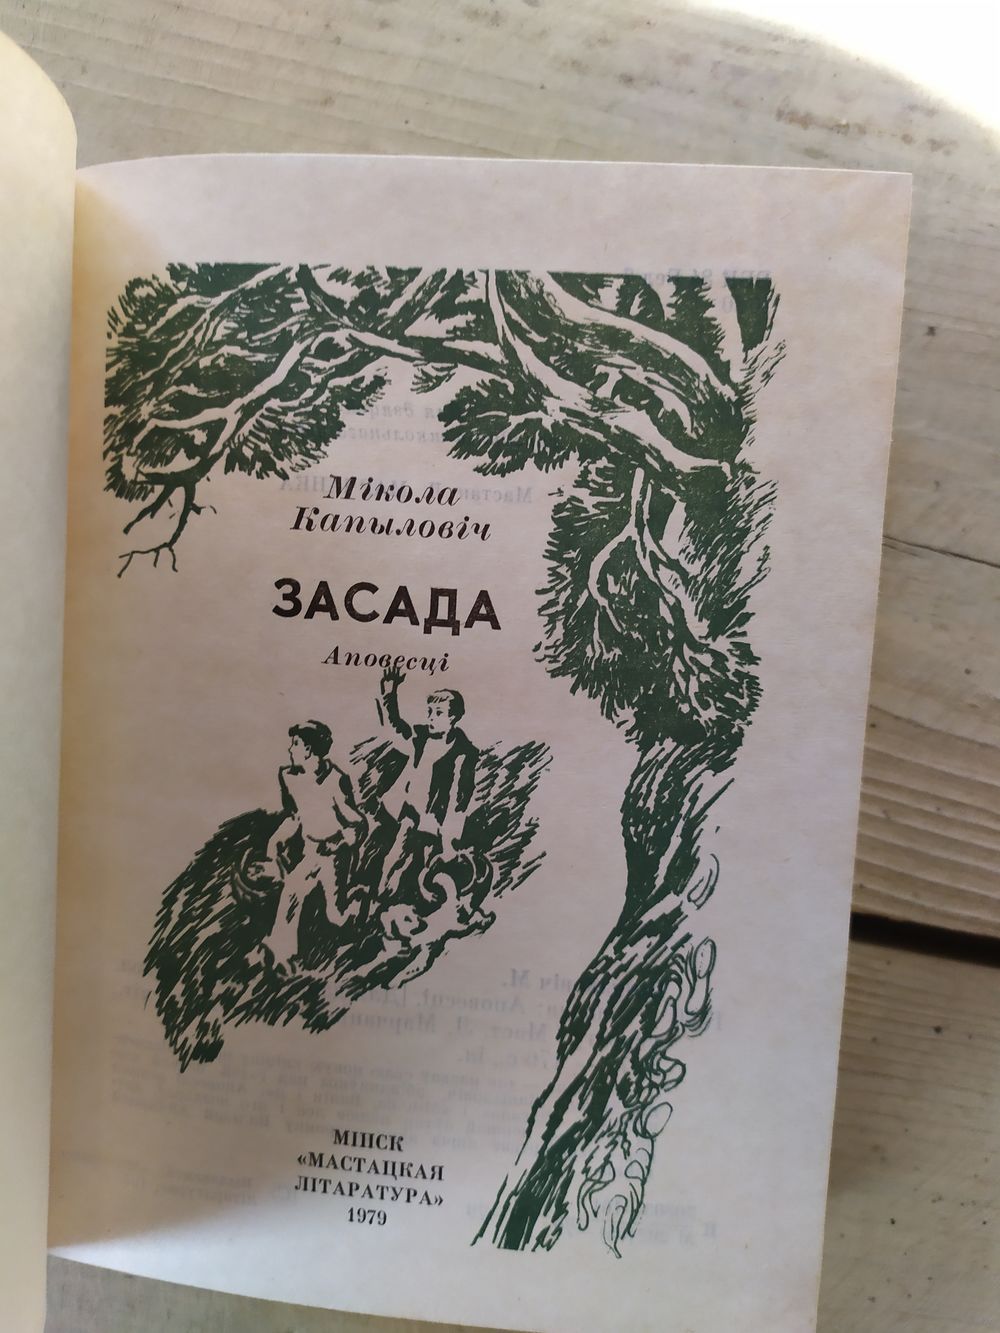 Мікола
Капыловіч
ЗАСАДА
Аповесці
МІНСК
«МАСТАЦКАЯ
ЛІТАРАТУРА»
1979